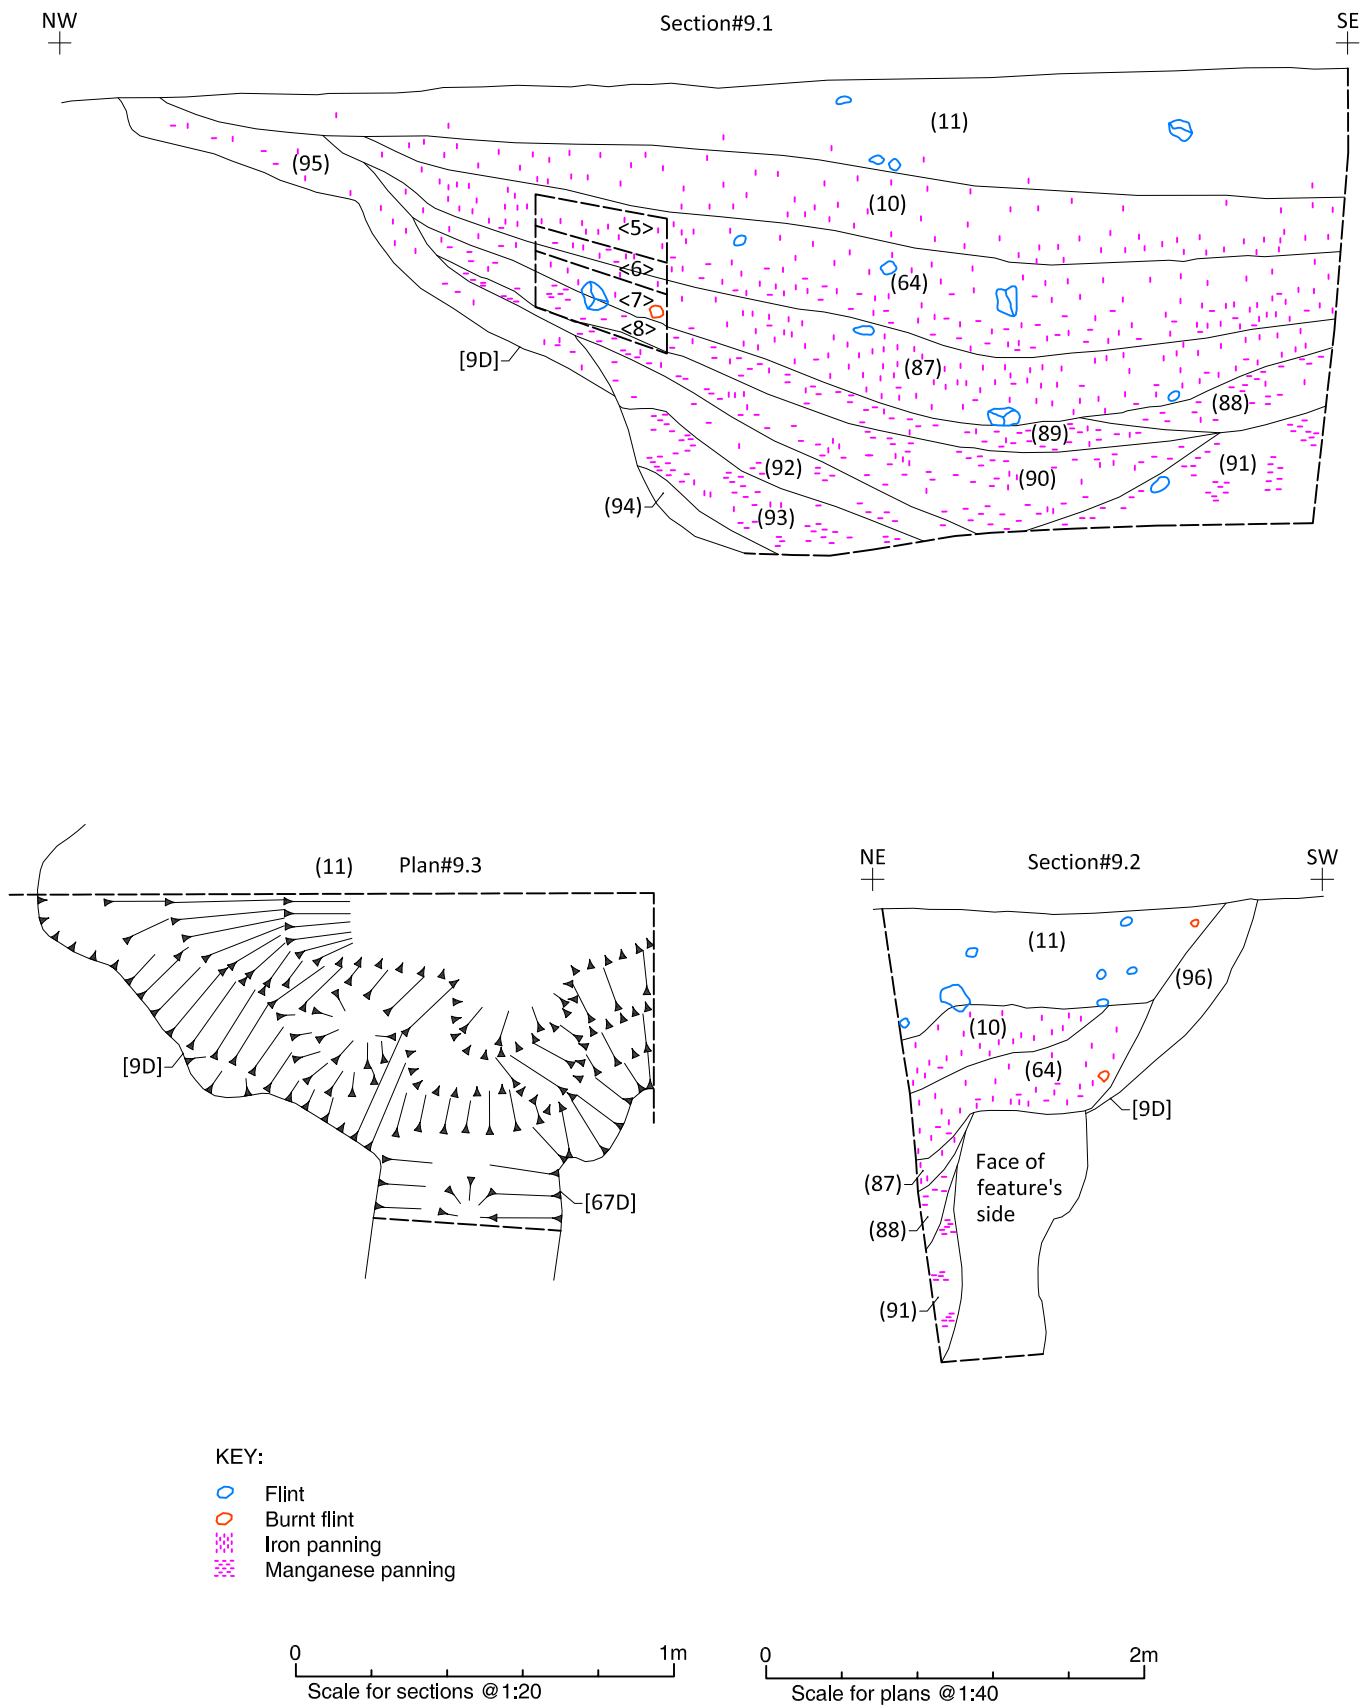 NW
Section#9.1
SE
(11)
(95)
(10)
<5>
<6>
(64)
<7>
<8>
[9D]
(87)
(88)
(89)
(92)
(90)
(91)
(94)
(93)
(11)
Plan#9.3
[9D]
[67D]
NE
Section#9.2
SW
(11)
(96)
(10)
(64)
[9D]
Face of
feature's
side
(87)
(88)
(91)
KEY:
Flint
Burnt flint
Iron panning
Manganese panning
0 1m
Scale for sections @1:20
0 2m
Scale for plans @1:40